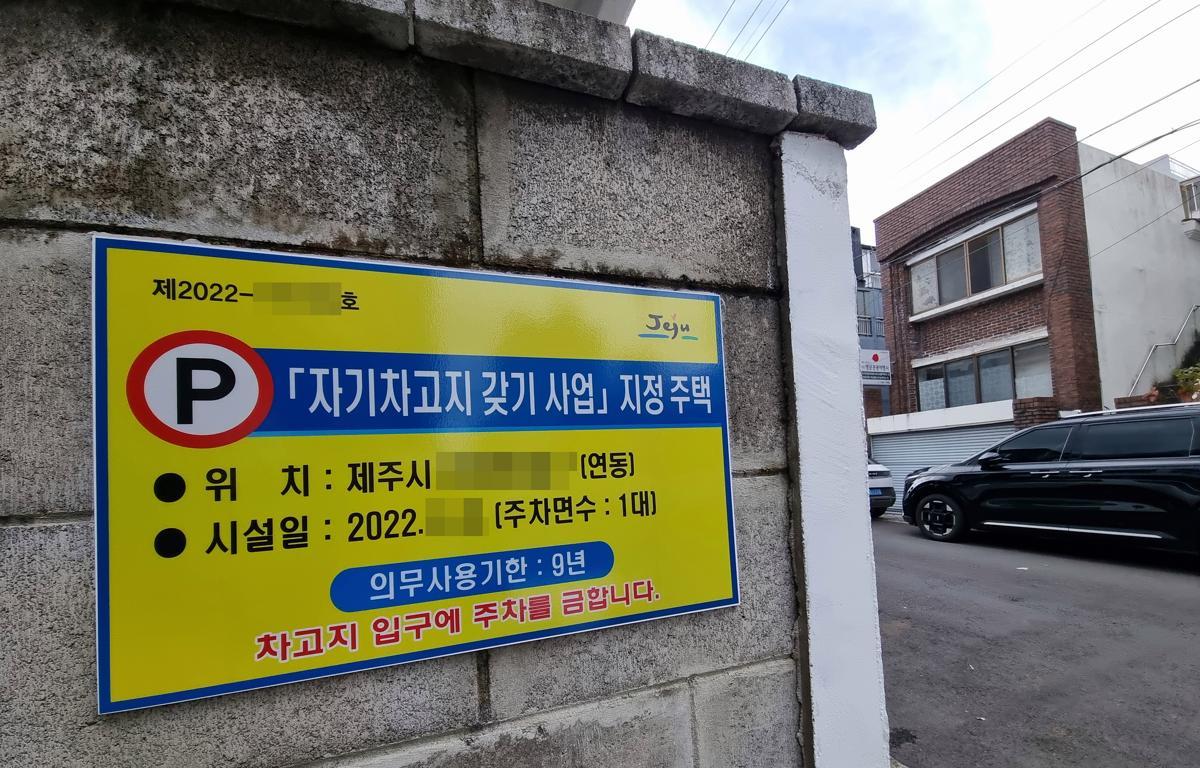 제2022-호
Jeju
P
「자기차고지 갖기 사업」 지정 주택
● 위 치 : 제주시 (연동)
● 시설일 : 2022. (주차면수 : 1대)
의무사용기한 : 9년
차고지 입구에 주차를 금합니다.